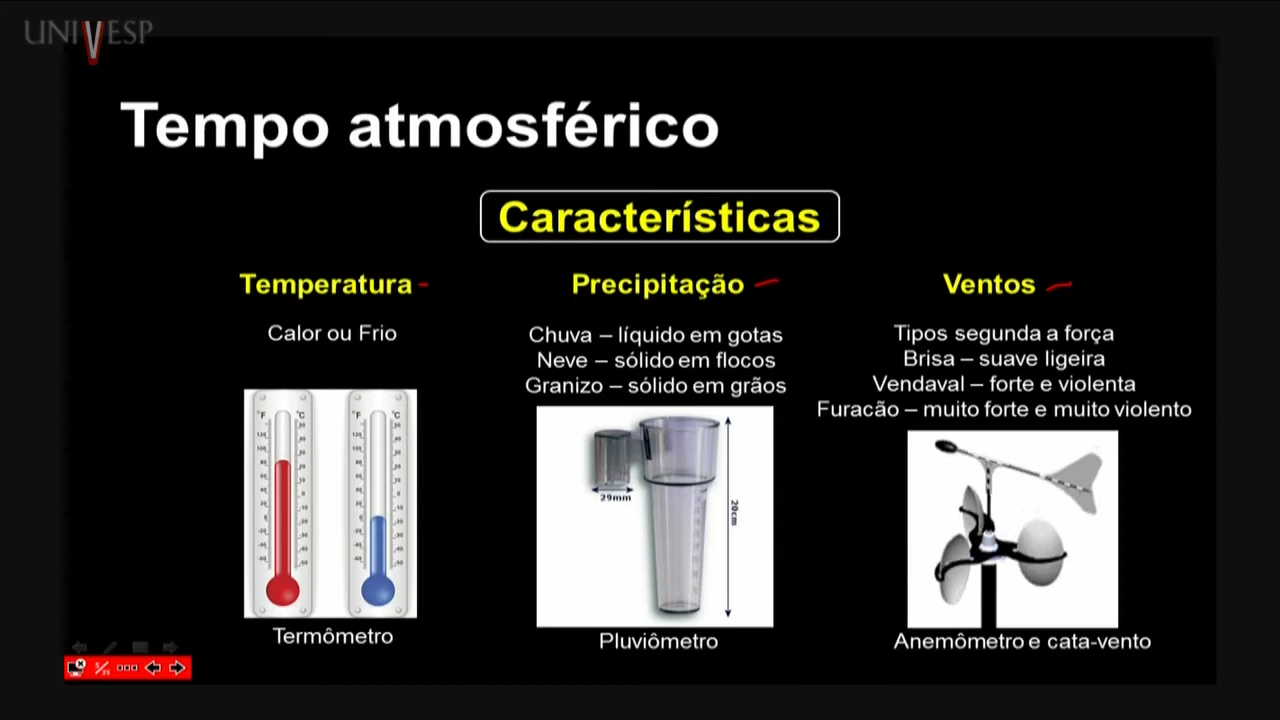 UNIVESP
Tempo atmosférico
Características
Temperatura
Calor ou Frio
°F °C °F °C
Termômetro
Precipitação
Chuva – líquido em gotas
Neve – sólido em flocos
Granizo – sólido em grãos
29mm
20cm
Pluviômetro
Ventos
Tipos segunda a força
Brisa – suave ligeira
Vendaval – forte e violenta
Furacão – muito forte e muito violento
Anemômetro e cata-vento